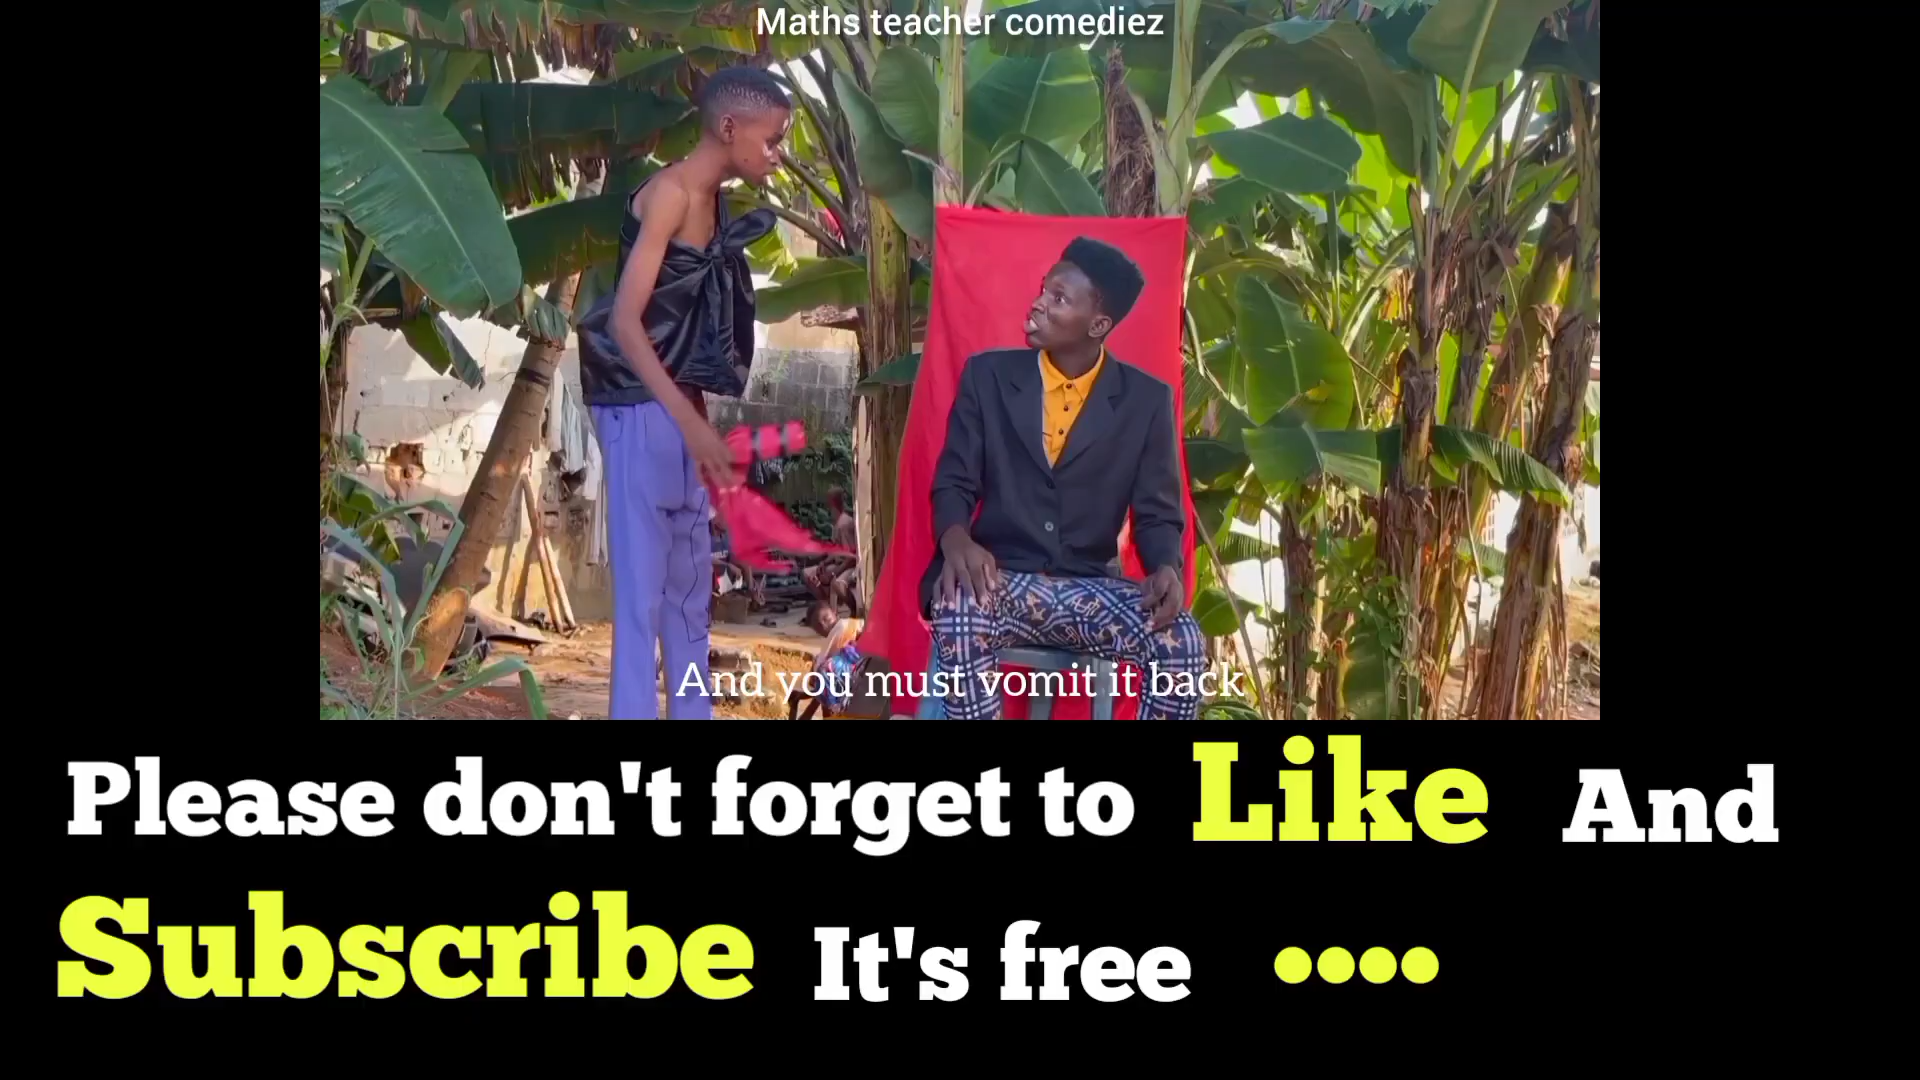 Maths teacher comediez
And you must vomit it back
Please don't forget to Like And
Subscribe It's free ....